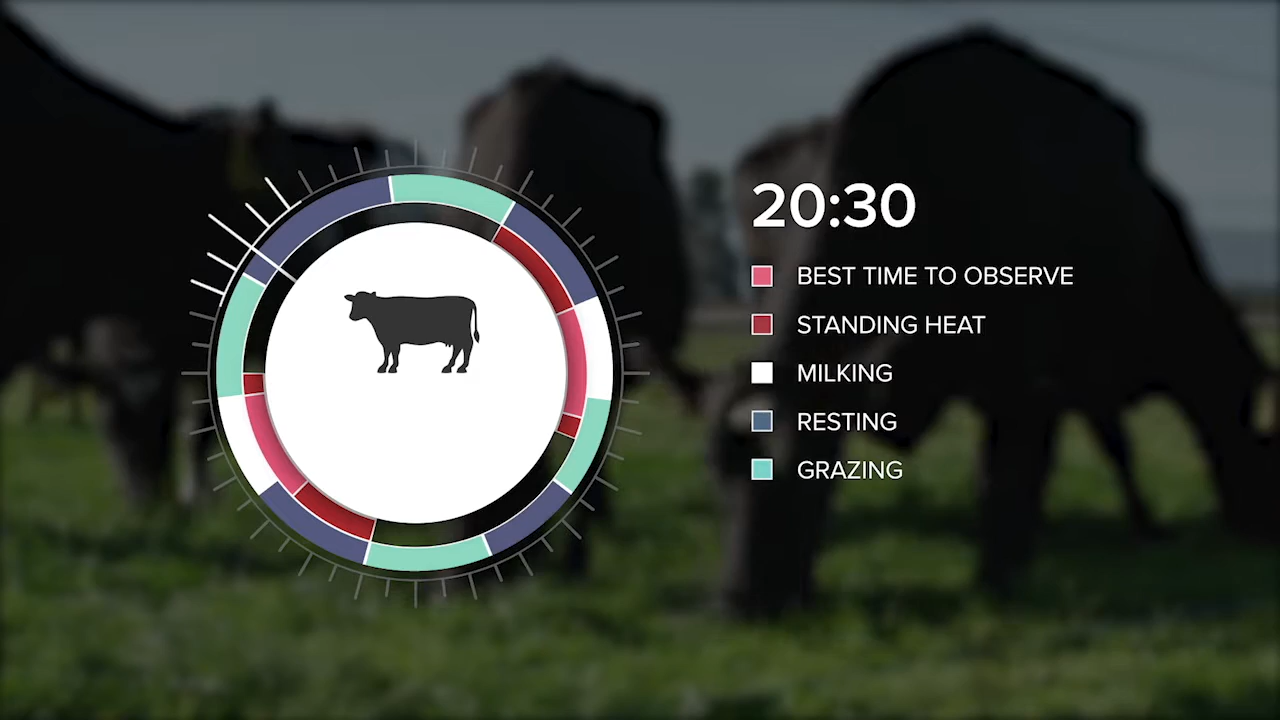 20:30
BEST TIME TO OBSERVE
STANDING HEAT
MILKING
RESTING
GRAZING